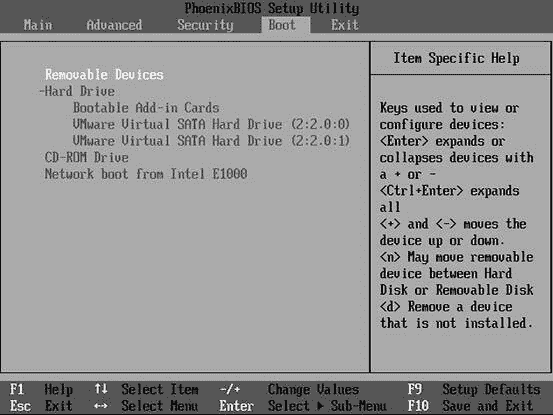 PhoenixBIOS Setup Utility
Main Advanced Security Boot Exit
Removable Devices
-Hard Drive
Bootable Add-in Cards
VMware Virtual SATA Hard Drive (2:2.0:0)
VMware Virtual SATA Hard Drive (2:2.0:1)
CD-ROM Drive
Network boot from Intel E1000
Item Specific Help
Keys used to view or
configure devices:
<Enter> expands or
collapses devices with
a + or -
<Ctrl+Enter> expands
all
<+> and <-> moves the
device up or down.
<n> May move removable
device between Hard
Disk or Removable Disk
<d> Remove a device
that is not installed.
F1 Help ↑↓ Select Item -/+ Change Values F9 Setup Defaults
Esc Exit ↔ Select Menu Enter Select ▶ Sub-Menu F10 Save and Exit